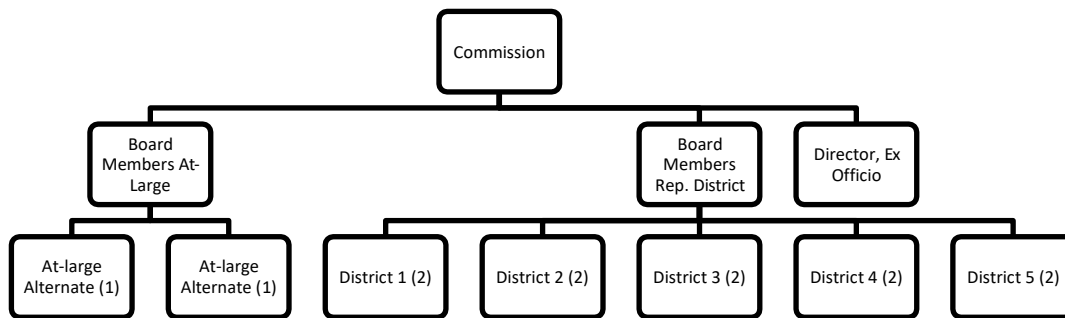 Commission
Board
Members At-
Large
Board
Members
Rep. District
Director, Ex
Officio
At-large
Alternate (1)
At-large
Alternate (1)
District 1 (2)
District 2 (2)
District 3 (2)
District 4 (2)
District 5 (2)